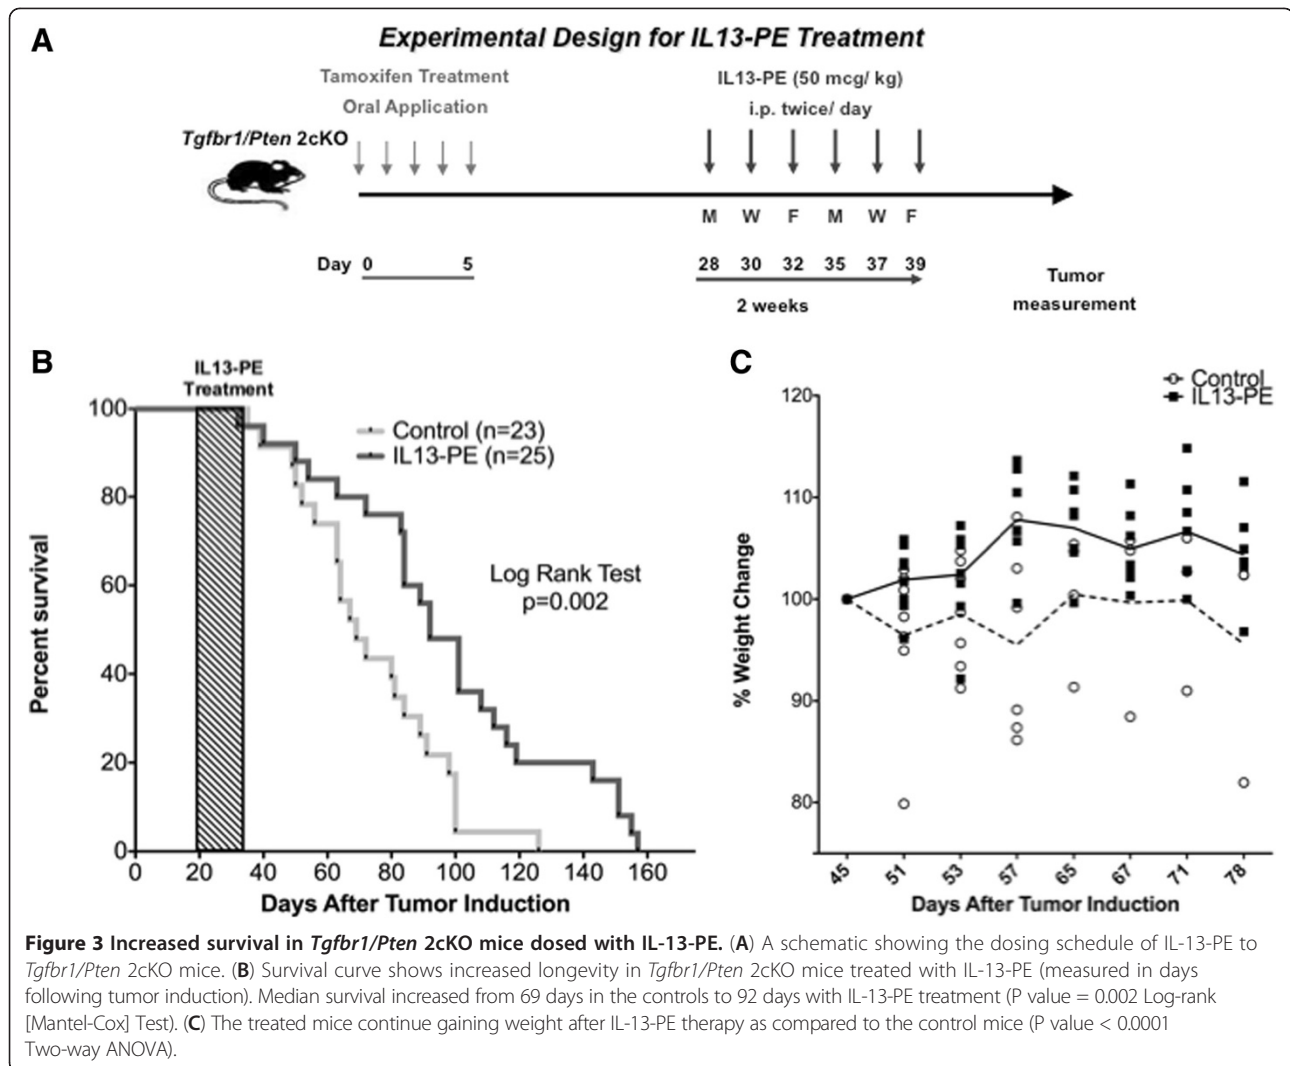 A
Experimental Design for IL13-PE Treatment
Tamoxifen Treatment
Oral Application
IL13-PE (50 mcg/ kg)
i.p. twice/ day
Tgfbr1/Pten 2cKO
M W F M W F
Day 0 5
28 30 32 35 37 39
2 weeks
Tumor
measurement
B
IL13-PE
Treatment
Control (n=23)
IL13-PE (n=25)
Log Rank Test
p=0.002
Percent survival
100
80
60
40
20
0
0 20 40 60 80 100 120 140 160
Days After Tumor Induction
C
Control
IL13-PE
% Weight Change
120
110
100
90
80
45 51 53 57 65 67 71 78
Days After Tumor Induction
Figure 3 Increased survival in Tgfbr1/Pten 2cKO mice dosed with IL-13-PE. (A) A schematic showing the dosing schedule of IL-13-PE to
Tgfbr1/Pten 2cKO mice. (B) Survival curve shows increased longevity in Tgfbr1/Pten 2cKO mice treated with IL-13-PE (measured in days
following tumor induction). Median survival increased from 69 days in the controls to 92 days with IL-13-PE treatment (P value = 0.002 Log-rank
[Mantel-Cox] Test). (C) The treated mice continue gaining weight after IL-13-PE therapy as compared to the control mice (P value < 0.0001
Two-way ANOVA).